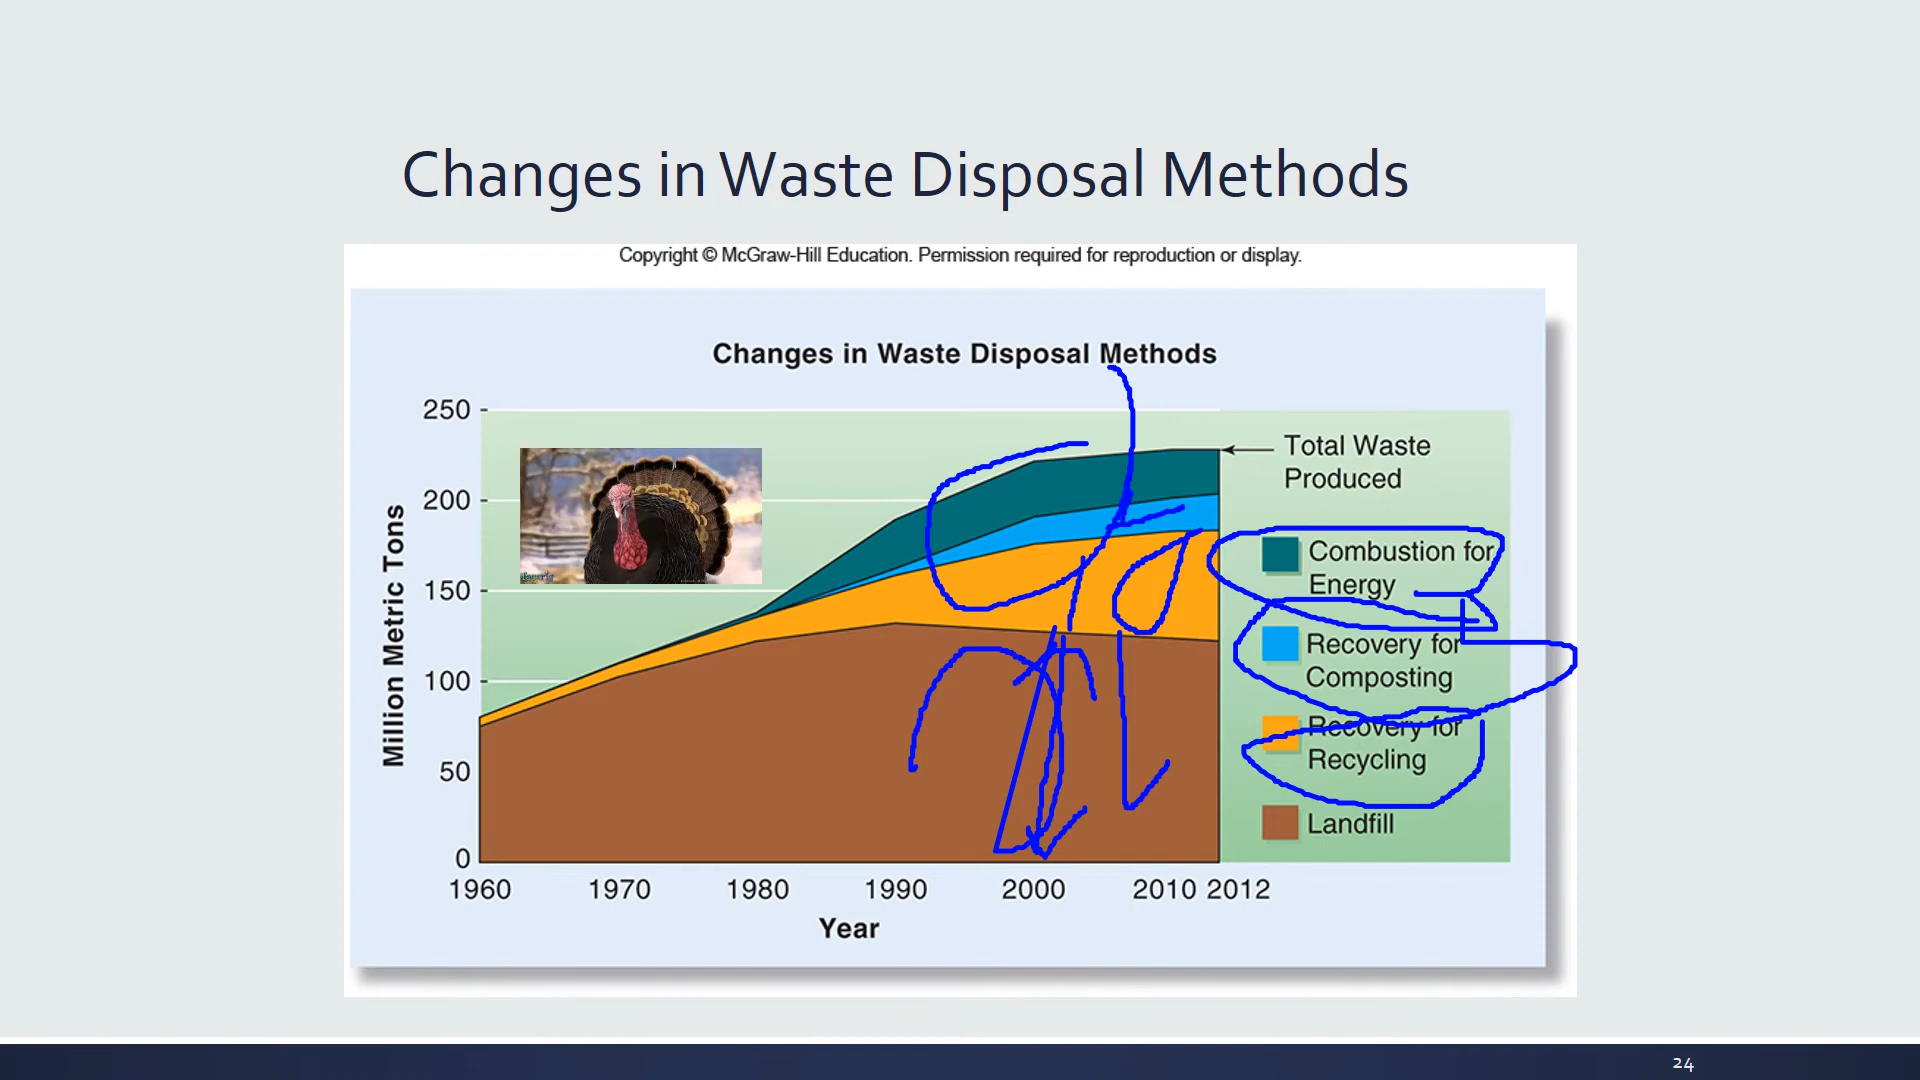 Changes in Waste Disposal Methods
Copyright © McGraw-Hill Education. Permission required for reproduction or display.
Changes in Waste Disposal Methods
250
200
150
100
50
0
Million Metric Tons
1960 1970 1980 1990 2000 2010 2012
Year
Total Waste
Produced
Combustion for
Energy
Recovery for
Composting
Recovery for
Recycling
Landfill
24